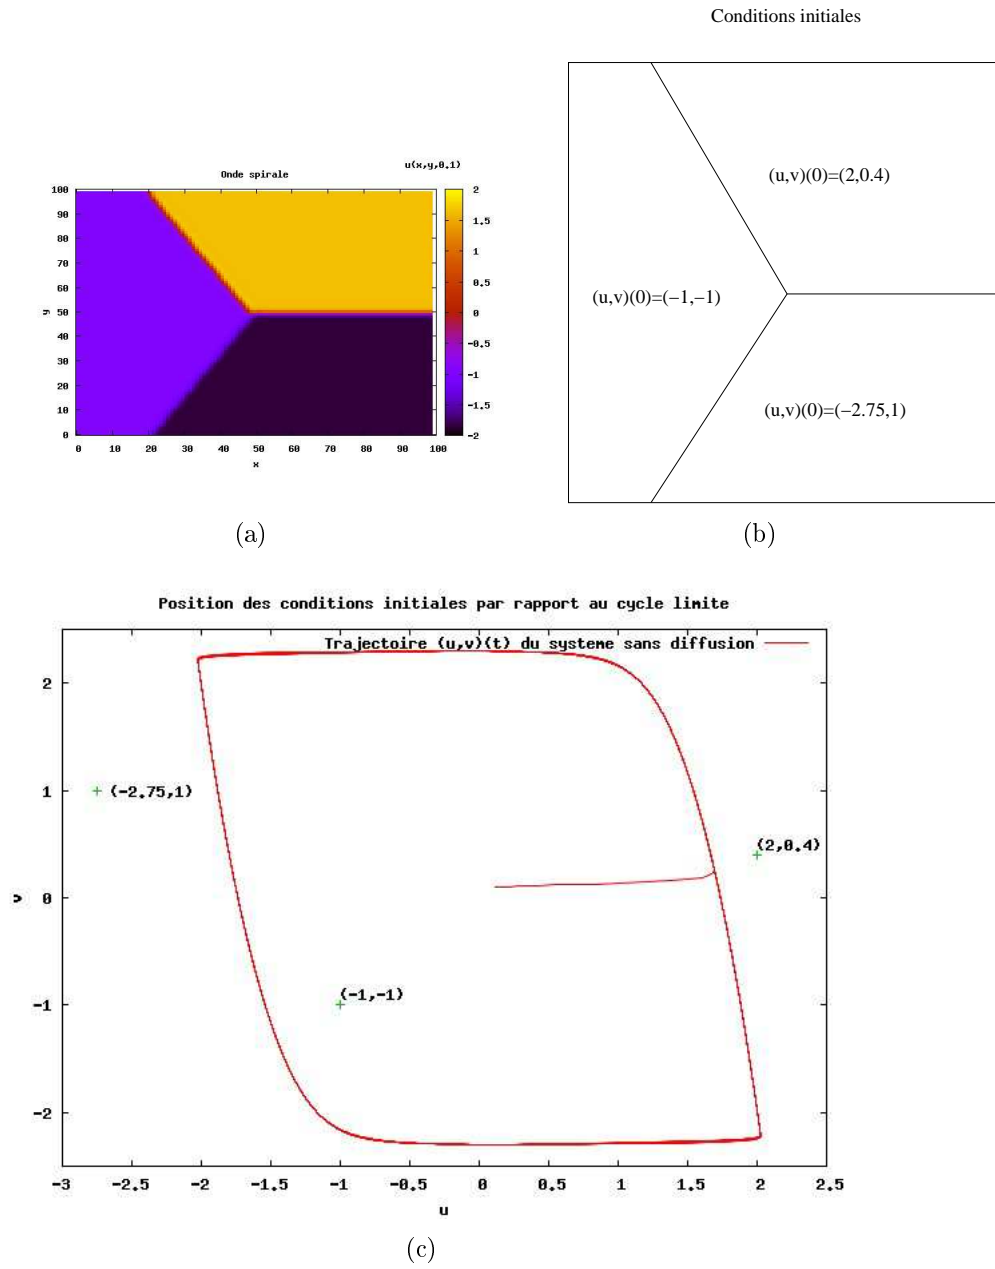 Conditions initiales
u(x,y,0.1)
Onde spirale
100
90
80
70
60
50
40
30
20
10
0
y
0 10 20 30 40 50 60 70 80 90 100
x
2
1.5
1
0.5
0
-0.5
-1
-1.5
-2
(u,v)(0)=(2,0.4)
(u,v)(0)=(−1,−1)
(u,v)(0)=(−2.75,1)
(a)
(b)
Position des conditions initiales par rapport au cycle limite
Trajectoire (u,v)(t) du systeme sans diffusion
2
1
0
-1
-2
v
(-2.75,1)
(2,0.4)
(-1,-1)
-3 -2.5 -2 -1.5 -1 -0.5 0 0.5 1 1.5 2 2.5
u
(c)